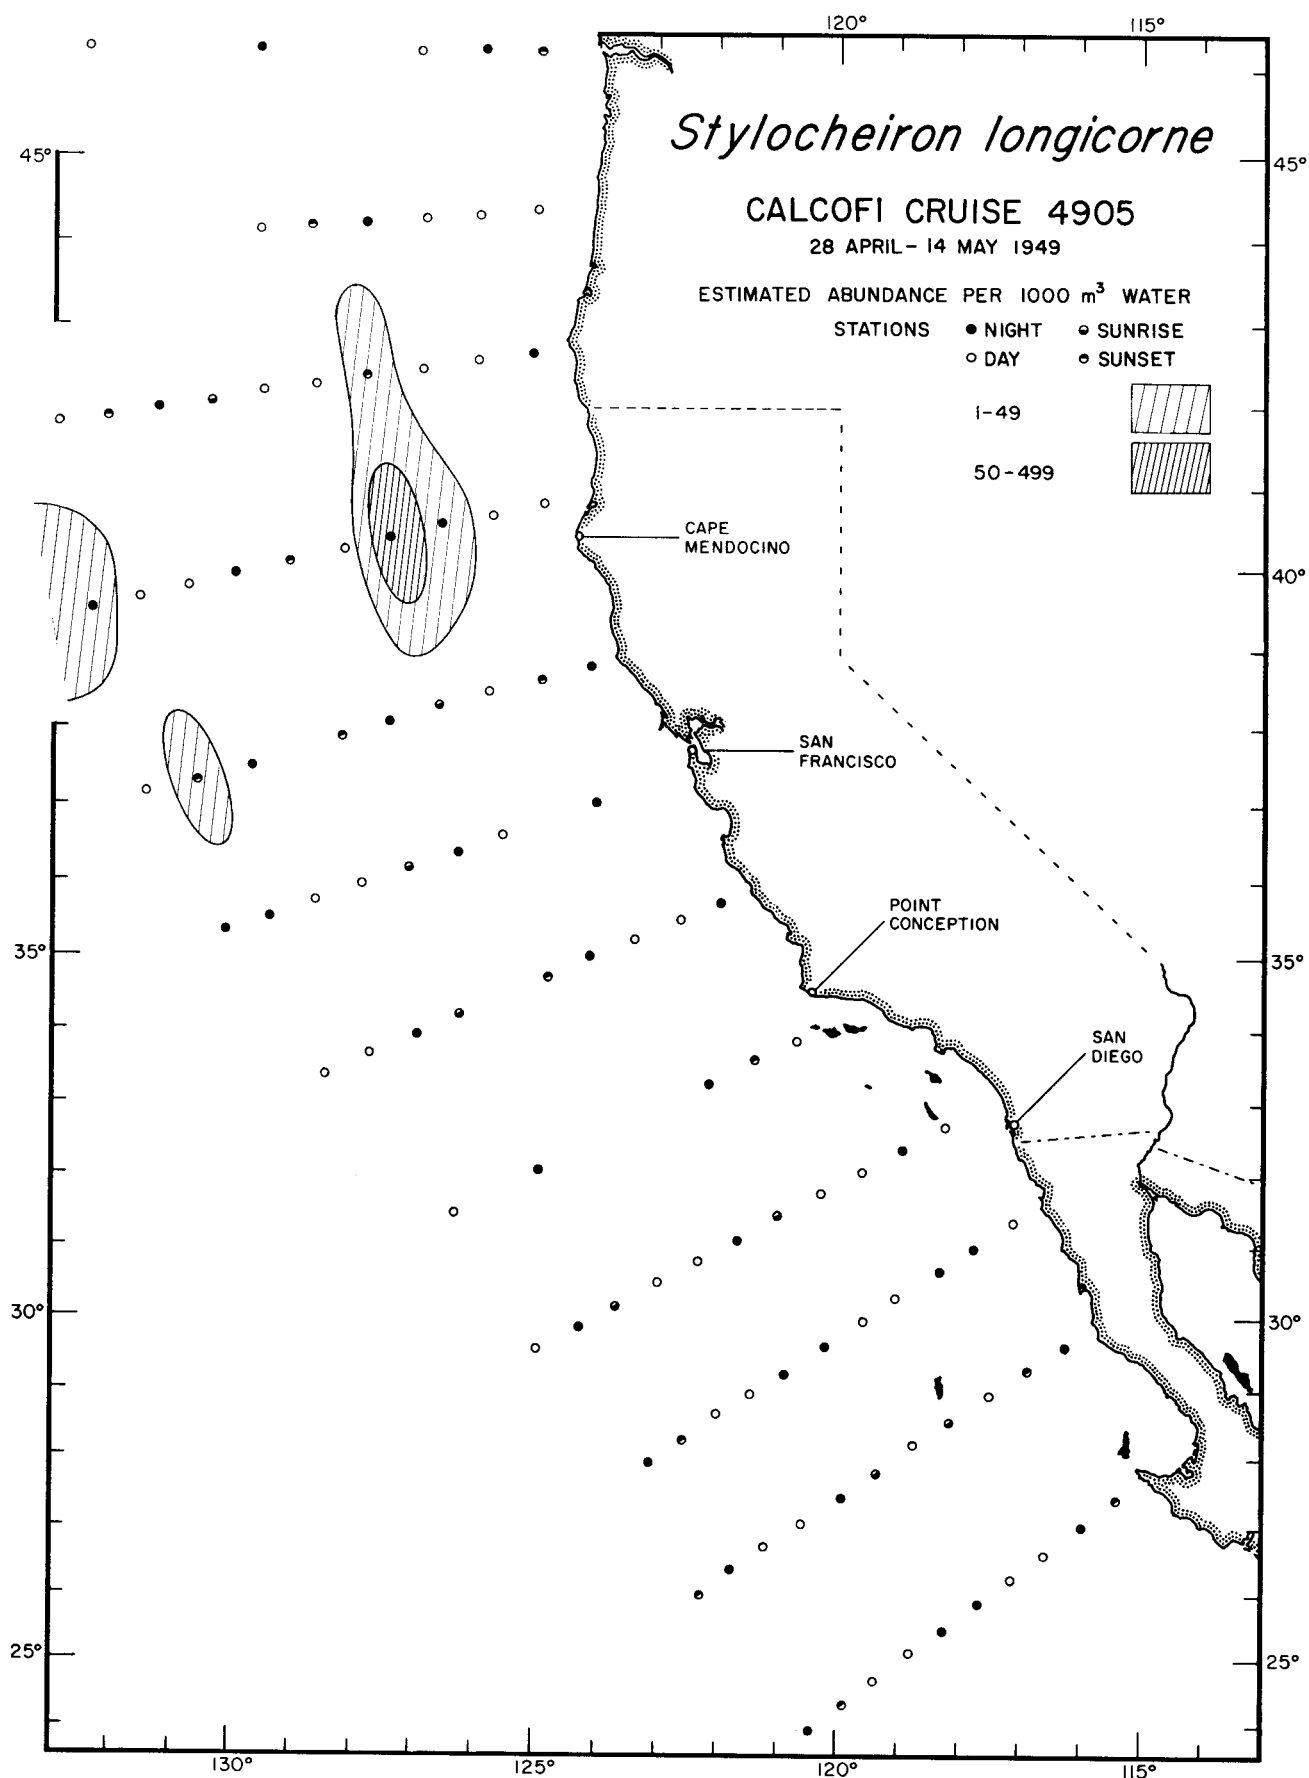 120° 115°
Stylocheiron longicorne
45° 45°
CALCOFI CRUISE 4905
28 APRIL – 14 MAY 1949
ESTIMATED ABUNDANCE PER 1000 m³ WATER
STATIONS NIGHT SUNRISE
DAY SUNSET
1-49
50-499
CAPE
MENDOCINO
40°
SAN
FRANCISCO
POINT
CONCEPTION
35° 35°
SAN
DIEGO
30° 30°
25° 25°
130° 125° 120° 115°